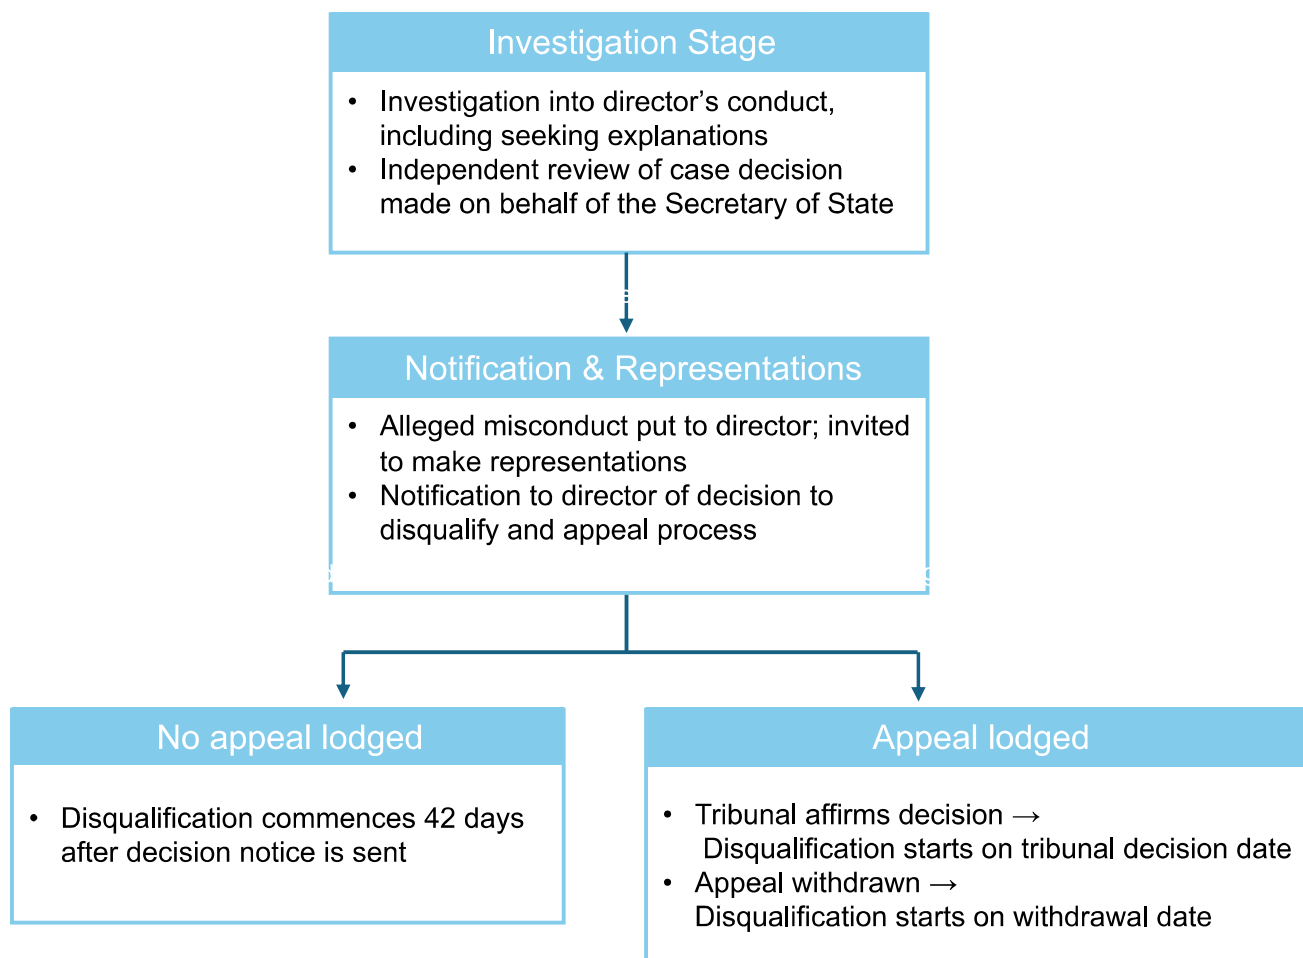 Investigation Stage
• Investigation into director’s conduct,
including seeking explanations
• Independent review of case decision
made on behalf of the Secretary of State
Notification & Representations
• Alleged misconduct put to director; invited
to make representations
• Notification to director of decision to
disqualify and appeal process
No appeal lodged
• Disqualification commences 42 days
after decision notice is sent
Appeal lodged
• Tribunal affirms decision →
Disqualification starts on tribunal decision date
• Appeal withdrawn →
Disqualification starts on withdrawal date